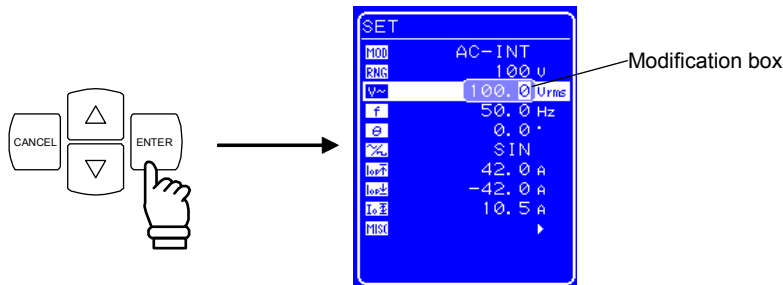 SET
MOD AC-INT
RNG 100 V
V~ 100.0 Vrms
Modification box
f 50.0 Hz
θ 0.0 °
SIN
CANCEL
△
▽
ENTER
42.0 A
-42.0 A
10.5 A
MISC ▶